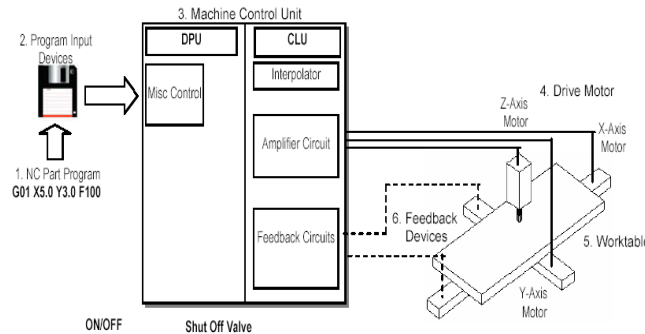 3. Machine Control Unit
2. Program Input
Devices
DPU
CLU
Interpolator
Misc Control
Z-Axis
Motor
4. Drive Motor
X-Axis
Motor
Amplifier Circuit
1. NC Part Program
G01 X5.0 Y3.0 F100
6. Feedback
Devices
Feedback Circuits
5. Worktable
Y-Axis
Motor
ON/OFF
Shut Off Valve